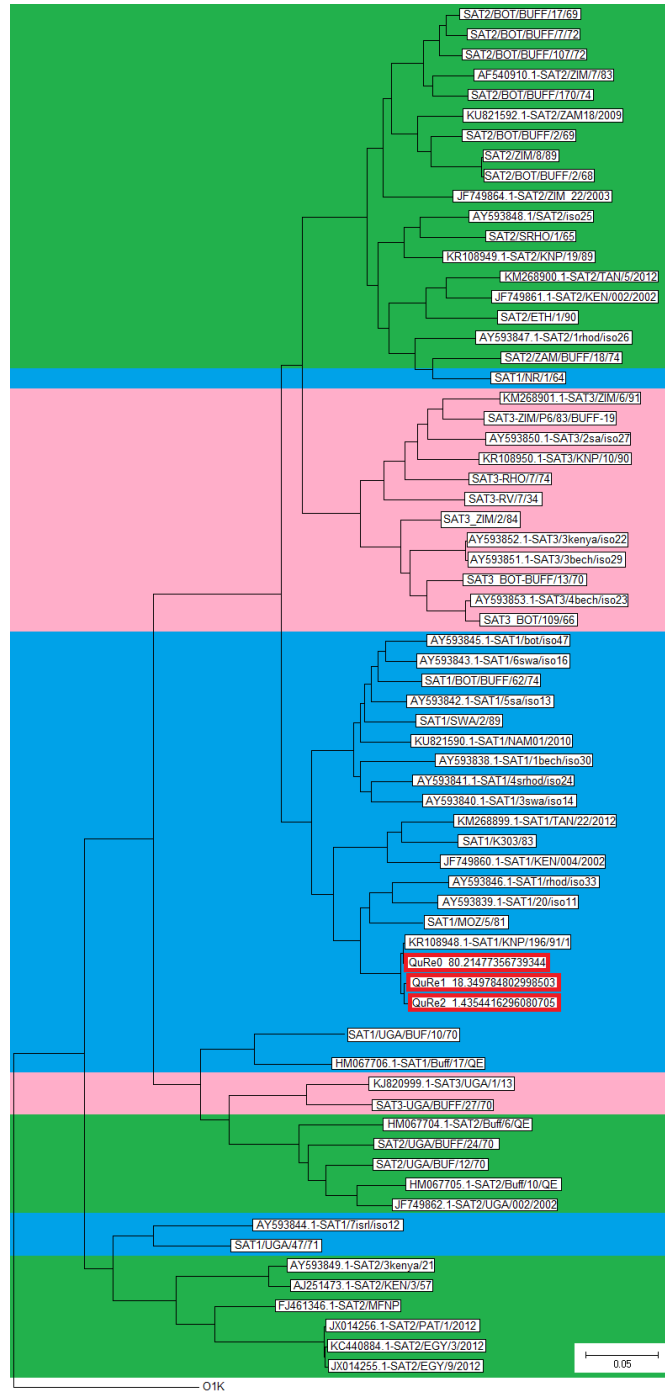 SAT2/BOT/BUFF/17/69
SAT2/BOT/BUFF/7/72
SAT2/BOT/BUFF/107/72
AF540910.1-SAT2/ZIM/7/83
SAT2/BOT/BUFF/170/74
KU821592.1-SAT2/ZAM18/2009
SAT2/BOT/BUFF/2/69
SAT2/ZIM/8/89
SAT2/BOT/BUFF/2/68
JF749864.1-SAT2/ZIM_22/2003
AY593848.1/SAT2/iso25
SAT2/SRHO/1/65
KR108949.1-SAT2/KNP/19/89
KM268900.1-SAT2/TAN/5/2012
JF749861.1-SAT2/KEN/002/2002
SAT2/ETH/1/90
AY593847.1-SAT2/1rhod/iso26
SAT2/ZAM/BUFF/18/74
SAT1/NR/1/64
KM268901.1-SAT3/ZIM/6/91
SAT3-ZIM/P6/83/BUFF-19
AY593850.1-SAT3/2sa/iso27
KR108950.1-SAT3/KNP/10/90
SAT3-RHO/7/74
SAT3-RV/7/34
SAT3_ZIM/2/84
AY593852.1-SAT3/3kenya/iso22
AY593851.1-SAT3/3bech/iso29
SAT3_BOT-BUFF/13/70
AY593853.1-SAT3/4bech/iso23
SAT3_BOT/109/66
AY593845.1-SAT1/bot/iso47
AY593843.1-SAT1/6swa/iso16
SAT1/BOT/BUFF/62/74
AY593842.1-SAT1/5sa/iso13
SAT1/SWA/2/89
KU821590.1-SAT1/NAM01/2010
AY593838.1-SAT1/1bech/iso30
AY593841.1-SAT1/4srhod/iso24
AY593840.1-SAT1/3swa/iso14
KM268899.1-SAT1/TAN/22/2012
SAT1/K303/83
JF749860.1-SAT1/KEN/004/2002
AY593846.1-SAT1/rhod/iso33
AY593839.1-SAT1/20/iso11
SAT1/MOZ/5/81
KR108948.1-SAT1/KNP/196/91/1
QuRe0_80.21477356739344
QuRe1_18.349784802998503
QuRe2_1.4354416296080705
SAT1/UGA/BUF/10/70
HM067706.1-SAT1/Buff/17/QE
KJ820999.1-SAT3/UGA/1/13
SAT3-UGA/BUFF/27/70
HM067704.1-SAT2/Buff/6/QE
SAT2/UGA/BUFF/24/70
SAT2/UGA/BUF/12/70
HM067705.1-SAT2/Buff/10/QE
JF749862.1-SAT2/UGA/002/2002
AY593844.1-SAT1/7isrl/iso12
SAT1/UGA/47/71
AY593849.1-SAT2/3kenya/21
AJ251473.1-SAT2/KEN/3/57
FJ461346.1-SAT2/MFNP
JX014256.1-SAT2/PAT/1/2012
KC440884.1-SAT2/EGY/3/2012
JX014255.1-SAT2/EGY/9/2012
0.05
O1K